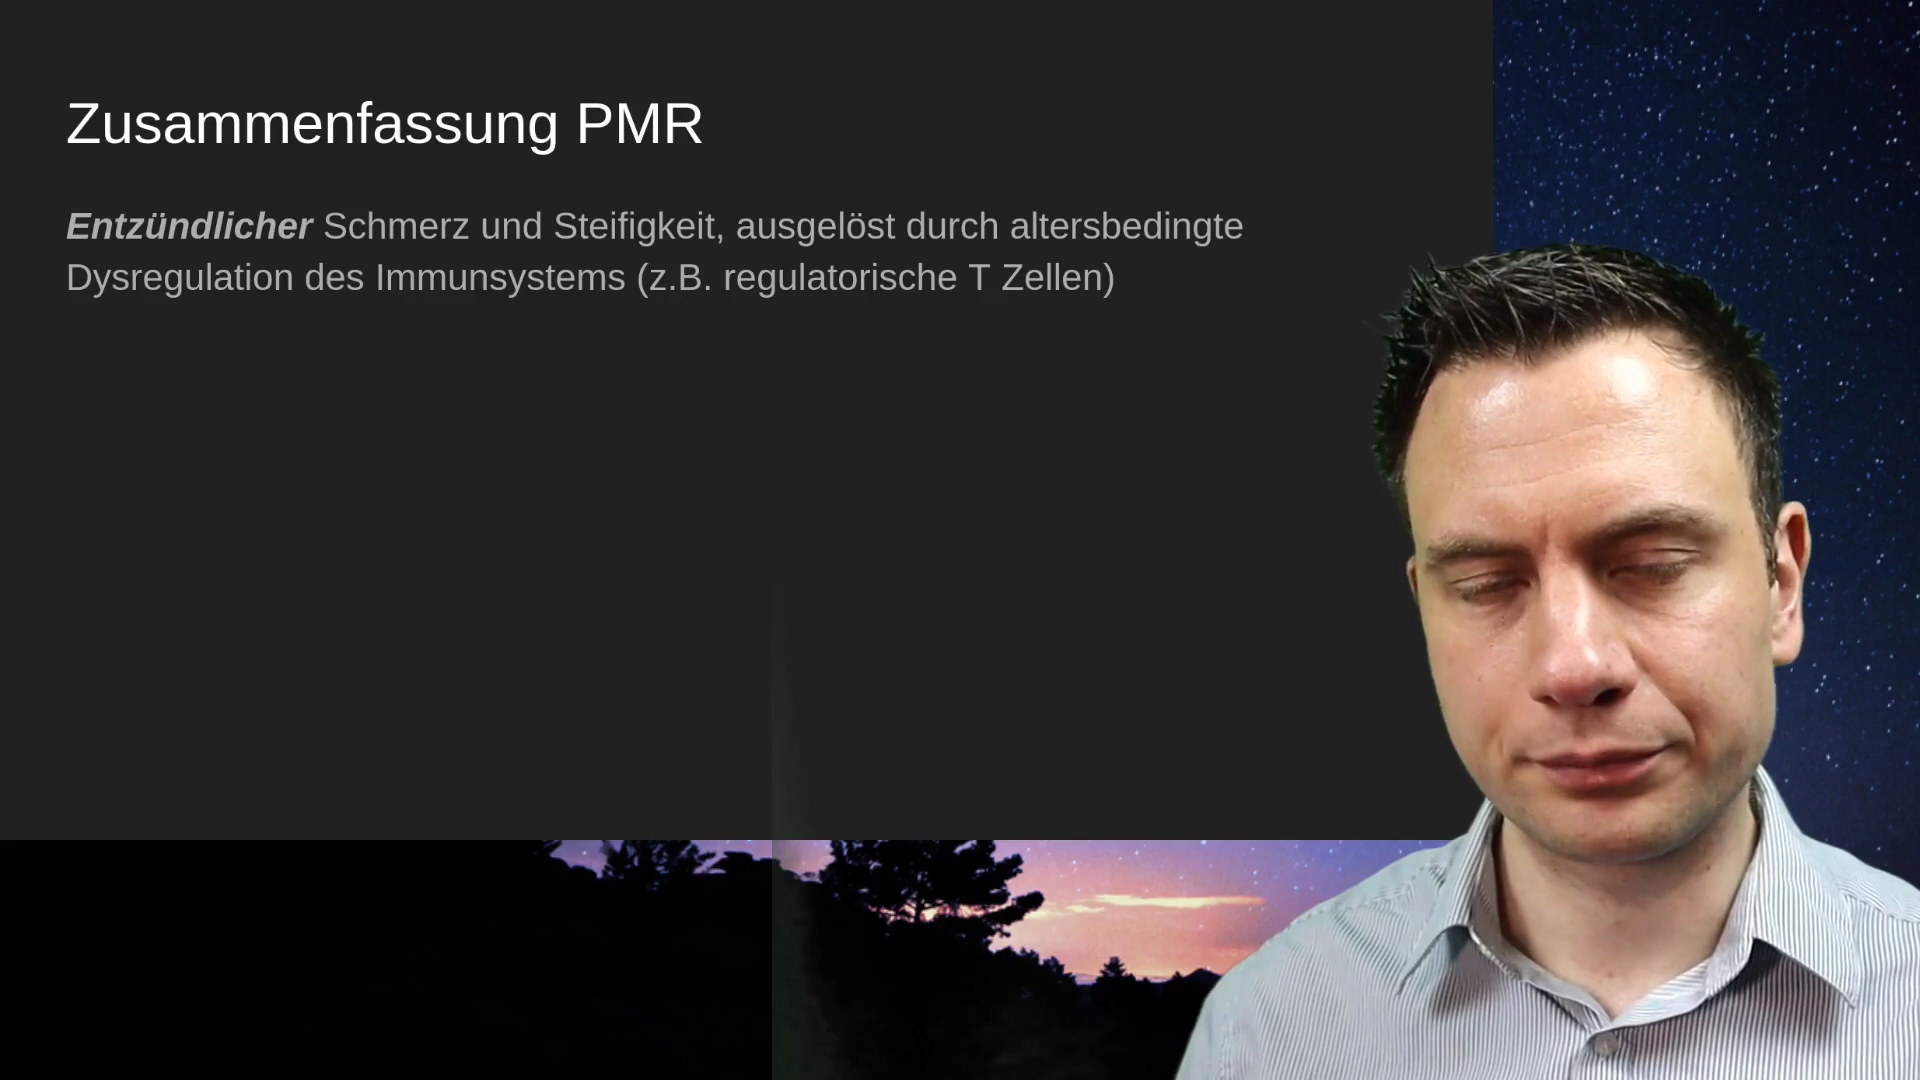 Zusammenfassung PMR
Entzündlicher Schmerz und Steifigkeit, ausgelöst durch altersbedingte
Dysregulation des Immunsystems (z.B. regulatorische T Zellen)